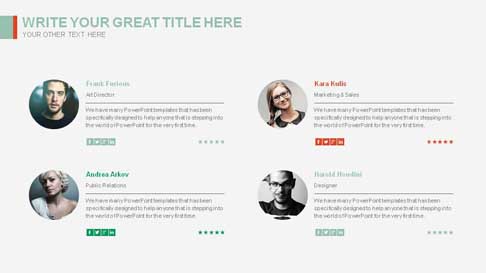 WRITE YOUR GREAT TITLE HERE
YOUR OTHER TEXT HERE
Frank Furious
Art Director
We have many PowerPoint templates that has been
specifically designed to help anyone that is stepping into
the world of PowerPoint for the very first time.
Kara Kulis
Marketing & Sales
We have many PowerPoint templates that has been
specifically designed to help anyone that is stepping into
the world of PowerPoint for the very first time.
Andrea Arkov
Public Relations
We have many PowerPoint templates that has been
specifically designed to help anyone that is stepping into
the world of PowerPoint for the very first time.
Harold Houdini
Designer
We have many PowerPoint templates that has been
specifically designed to help anyone that is stepping into
the world of PowerPoint for the very first time.